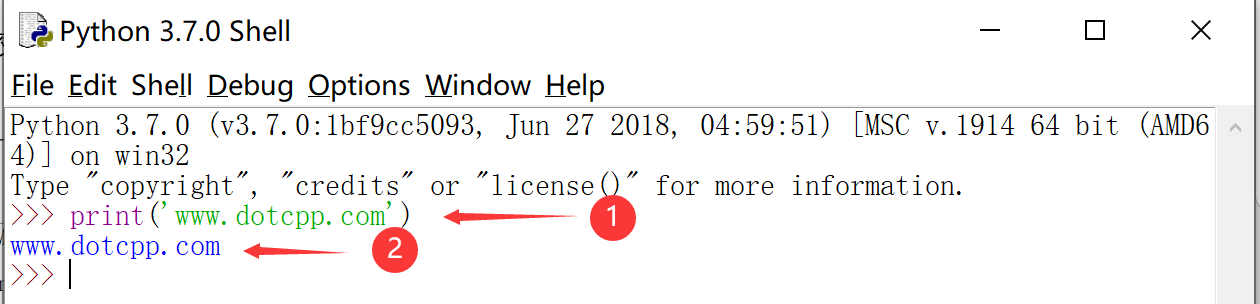 Python 3.7.0 Shell
File Edit Shell Debug Options Window Help
Python 3.7.0 (v3.7.0:1bf9cc5093, Jun 27 2018, 04:59:51) [MSC v.1914 64 bit (AMD6
4)] on win32
Type "copyright", "credits" or "license()" for more information.
>>> print('www.dotcpp.com') 1
www.dotcpp.com 2
>>>